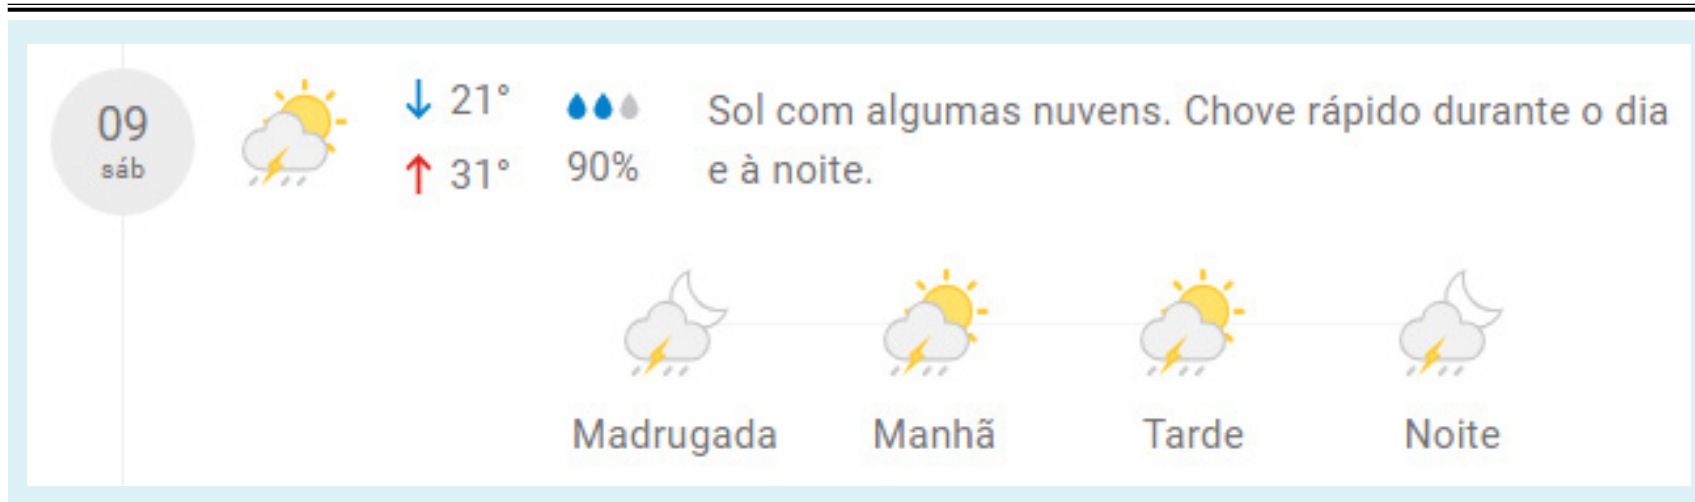 09
sáb
21°
31°
90%
Sol com algumas nuvens. Chove rápido durante o dia
e à noite.
Madrugada
Manhã
Tarde
Noite